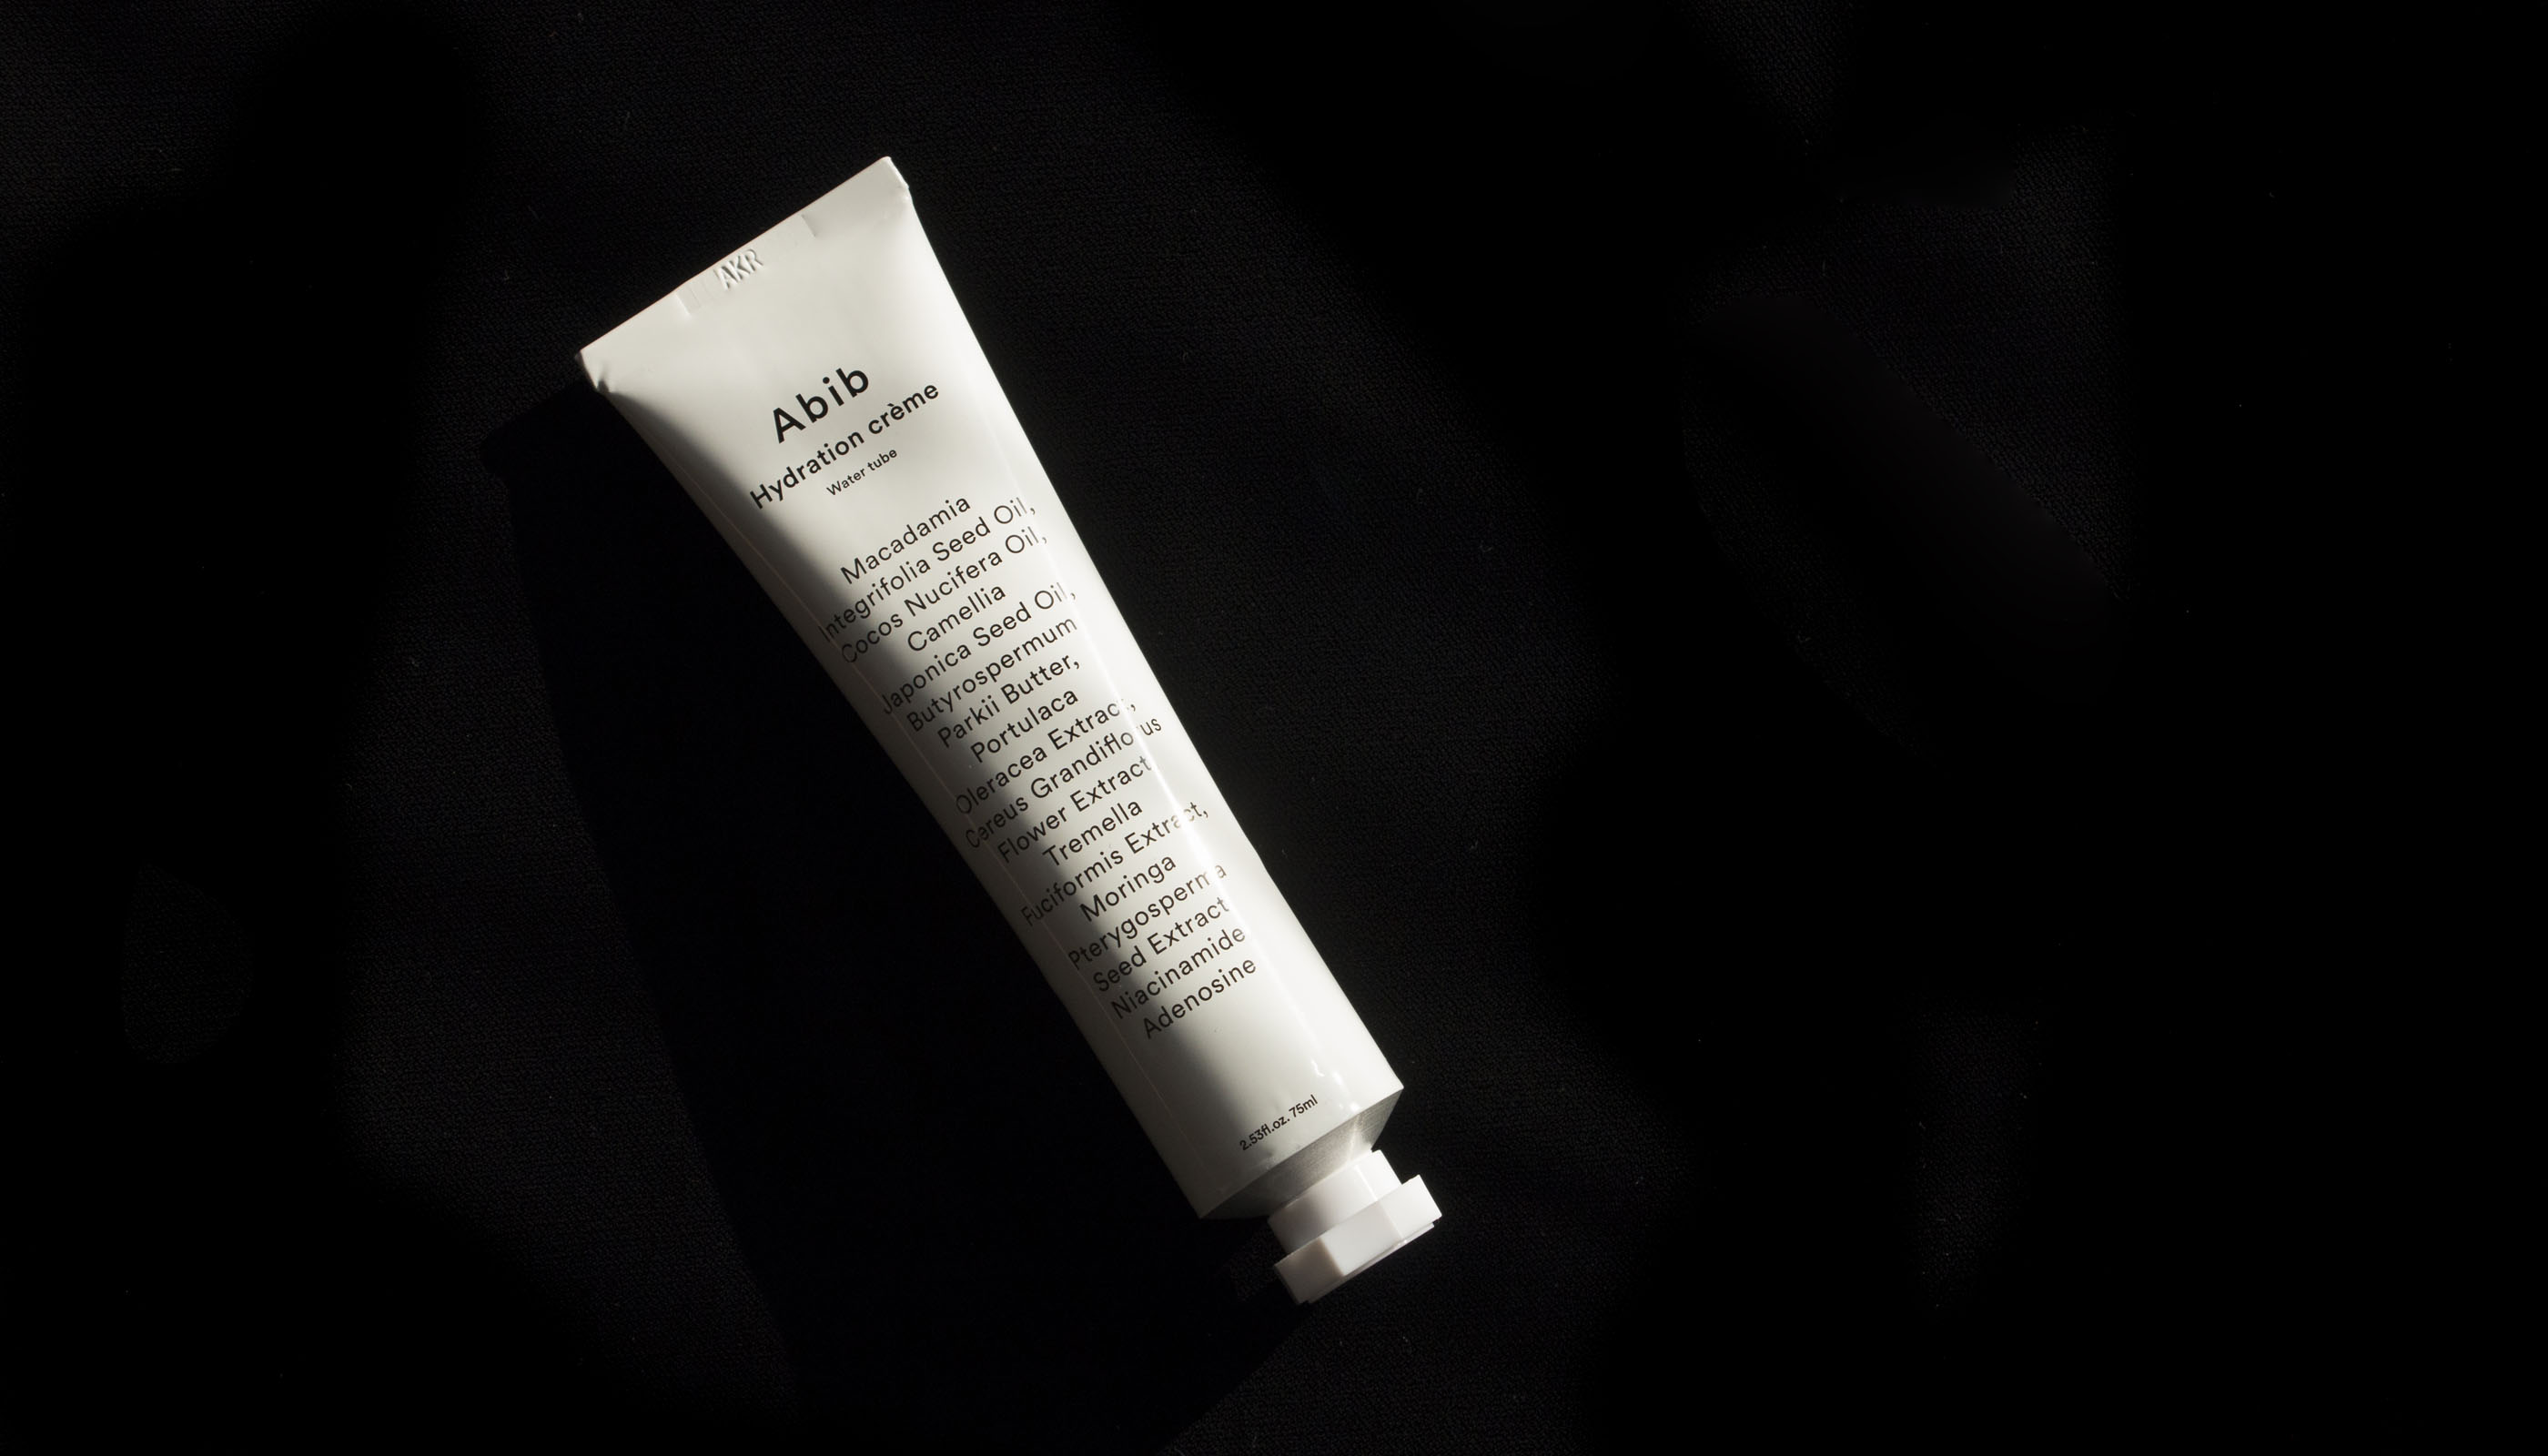 AKR
Abib
Hydration crème
Water tube
Macadamia
Integrifolia Seed Oil,
Cocos Nucifera Oil,
Camellia
Japonica Seed Oil,
Butyrospermum
Parkii Butter,
Portulaca
Oleracea Extract,
Cereus Grandiflorus
Flower Extract
Tremella
Fuciformis Extract,
Moringa
Pterygosperma
Seed Extract
Niacinamide
Adenosine
2.53fl.oz. 75ml